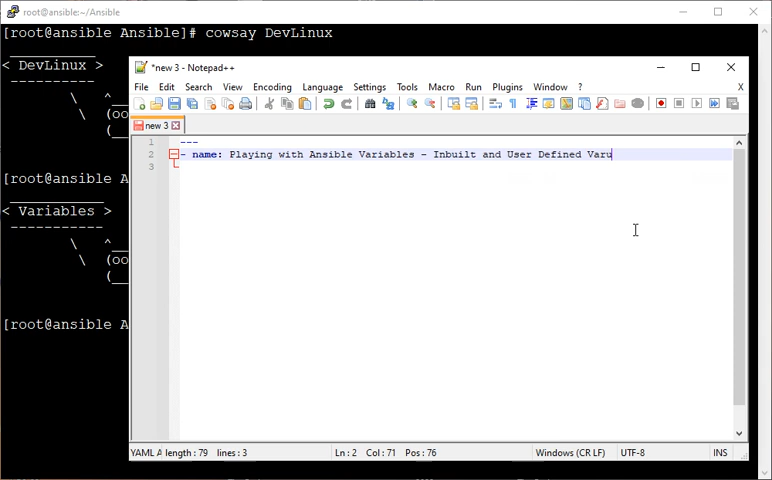 root@ansible:~/Ansible
[root@ansible Ansible]# cowsay DevLinux
< DevLinux >
[root@ansible A
< Variables >
[root@ansible A
*new 3 - Notepad++
File Edit Search View Encoding Language Settings Tools Macro Run Plugins Window ? X
new 3
1 ---
2 - name: Playing with Ansible Variables - Inbuilt and User Defined Varu
3
YAML A length : 79 lines : 3 Ln : 2 Col : 71 Pos : 76 Windows (CR LF) UTF-8 INS